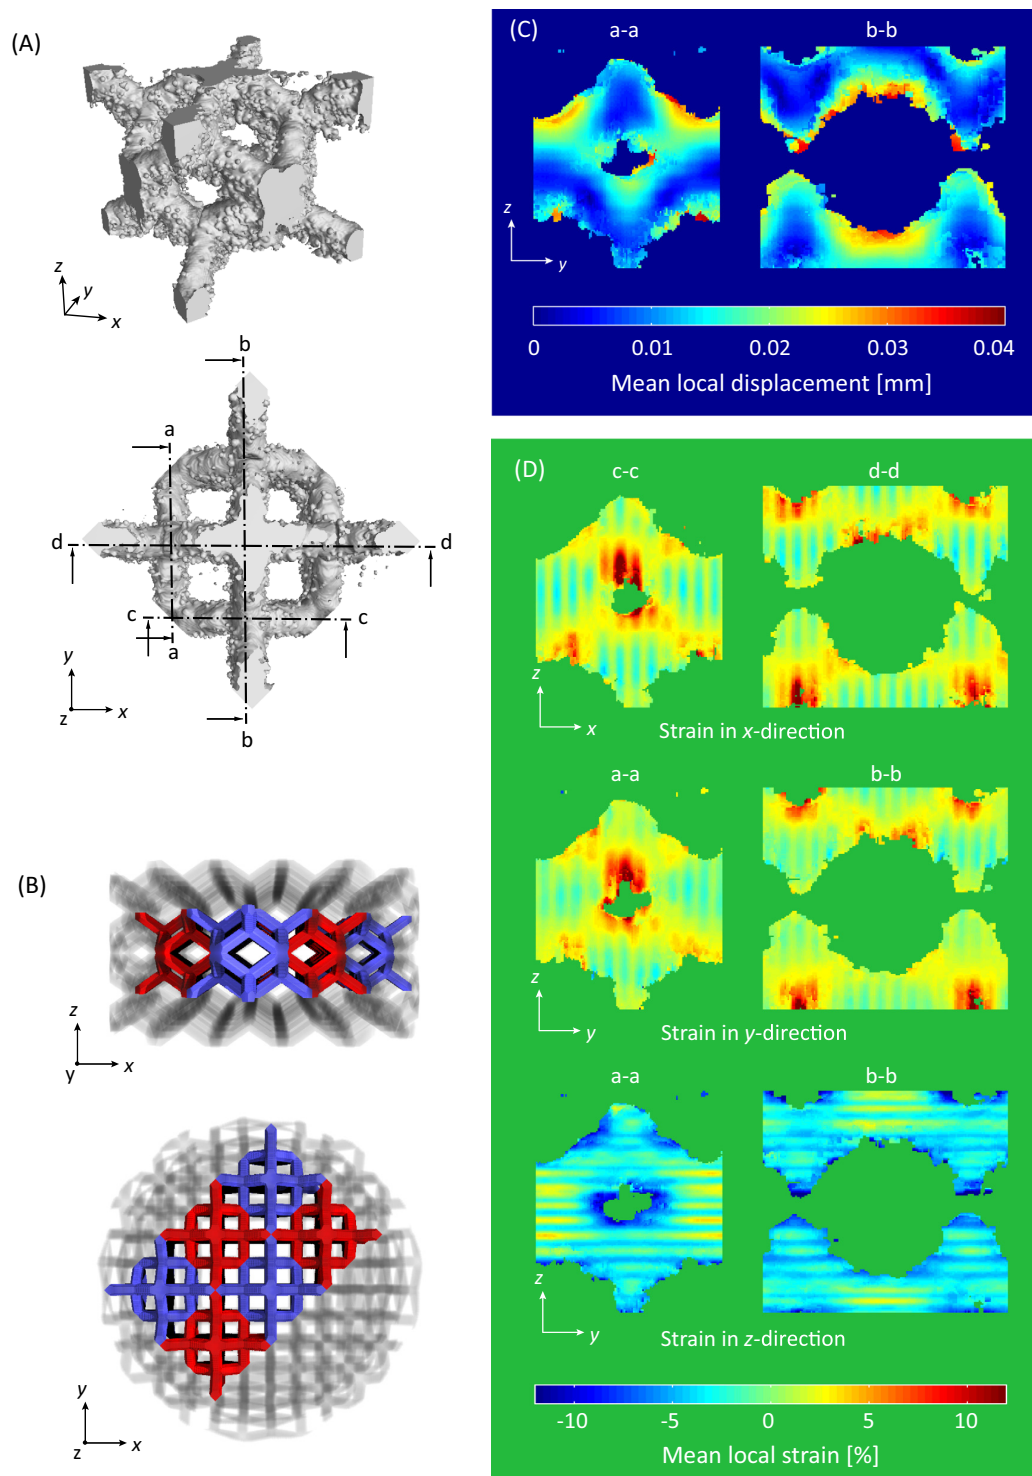 (A)
z
y
x
b
a
d d
c c
a
y
z x
b
(B)
z
y x
y
z x
(C)
a-a b-b
z
y
0 0.01 0.02 0.03 0.04
Mean local displacement [mm]
(D)
c-c d-d
z
x
Strain in x-direction
a-a b-b
z
y
Strain in y-direction
a-a b-b
z
y
Strain in z-direction
-10 -5 0 5 10
Mean local strain [%]